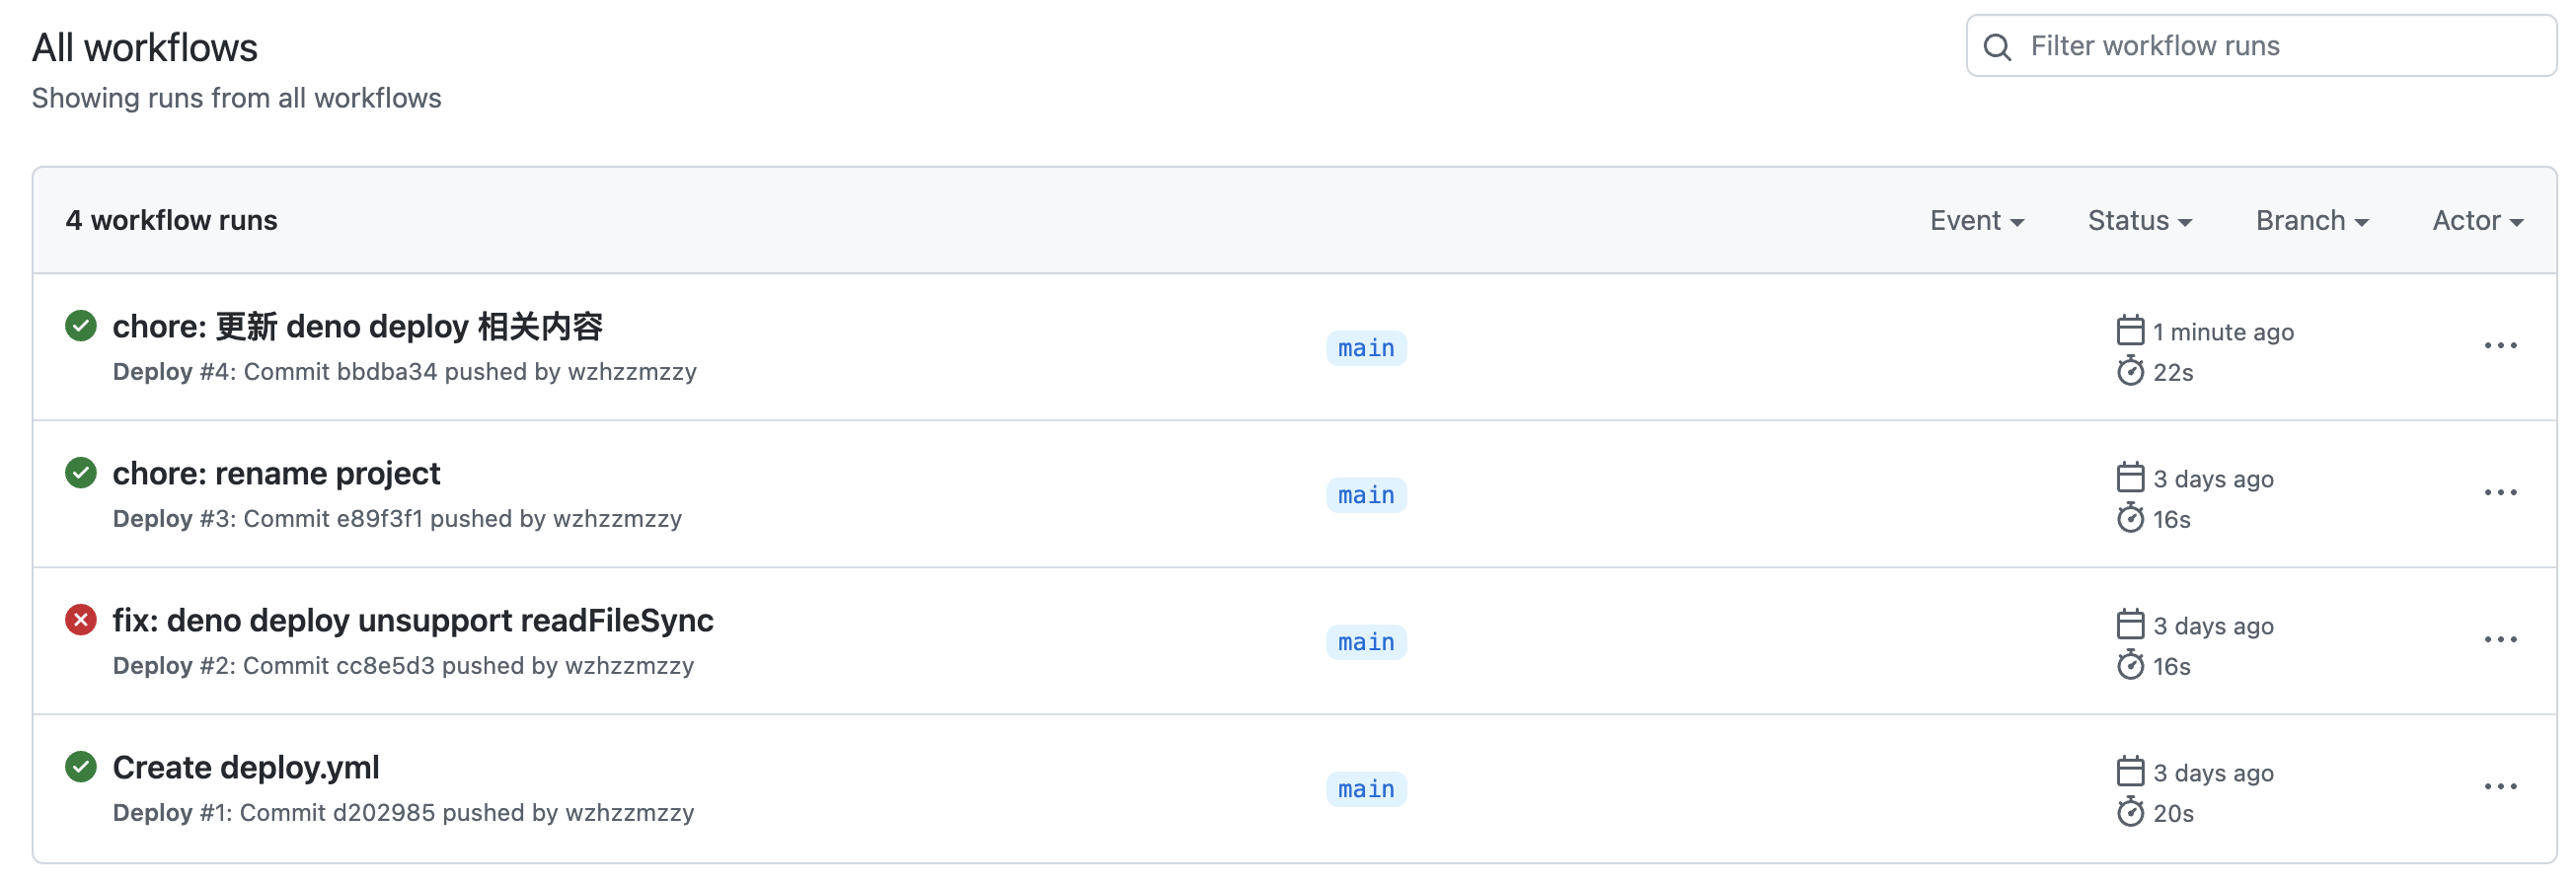 All workflows
Filter workflow runs
Showing runs from all workflows
4 workflow runs
Event
Status
Branch
Actor
chore: 更新 deno deploy 相关内容
Deploy #4: Commit bbdba34 pushed by wzhzzmzzy
main
1 minute ago
22s
chore: rename project
Deploy #3: Commit e89f3f1 pushed by wzhzzmzzy
main
3 days ago
16s
fix: deno deploy unsupport readFileSync
Deploy #2: Commit cc8e5d3 pushed by wzhzzmzzy
main
3 days ago
16s
Create deploy.yml
Deploy #1: Commit d202985 pushed by wzhzzmzzy
main
3 days ago
20s